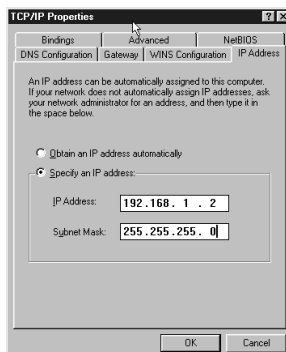 TCP/IP Properties
Bindings Advanced NetBIOS
DNS Configuration Gateway WINS Configuration IP Address
An IP address can be automatically assigned to this computer.
If your network does not automatically assign IP addresses, ask
your network administrator for an address, and then type it in
the space below.
Obtain an IP address automatically
Specify an IP address:
IP Address: 192.168. 1 . 2
Subnet Mask: 255.255.255. 0
OK Cancel